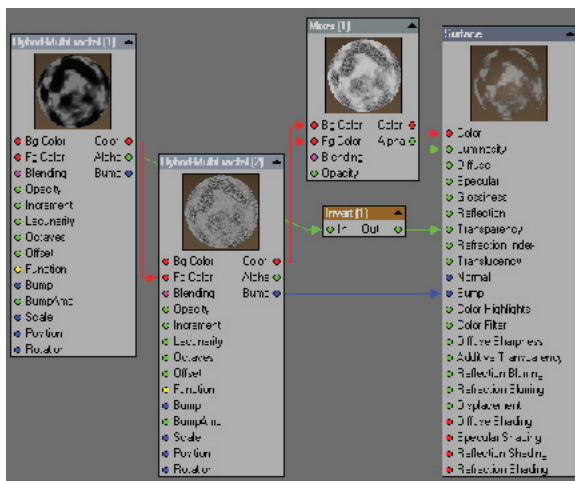 Hybrid-MultiFractal (1)
Bg Color Color
Fg Color Alpha
Blending Bump
Opacity
Increment
Lacunarity
Octaves
Offset
Function
Bump
BumpAmp
Scale
Position
Rotation
Hybrid-MultiFractal (2)
Bg Color Color
Fg Color Alpha
Blending Bump
Opacity
Increment
Lacunarity
Octaves
Offset
Function
Bump
BumpAmp
Scale
Position
Rotation
Mixer (1)
Bg Color Color
Fg Color Alpha
Blending
Opacity
Invert (1)
In Out
Surface
Color
Luminosity
Diffuse
Specular
Glossiness
Reflection
Transparency
Refraction Index
Translucency
Normal
Bump
Color Highlights
Color Filter
Diffuse Sharpness
Additive Transparency
Reflection Blurring
Refraction Blurring
Displacement
Diffuse Shading
Specular Shading
Reflection Shading
Refraction Shading